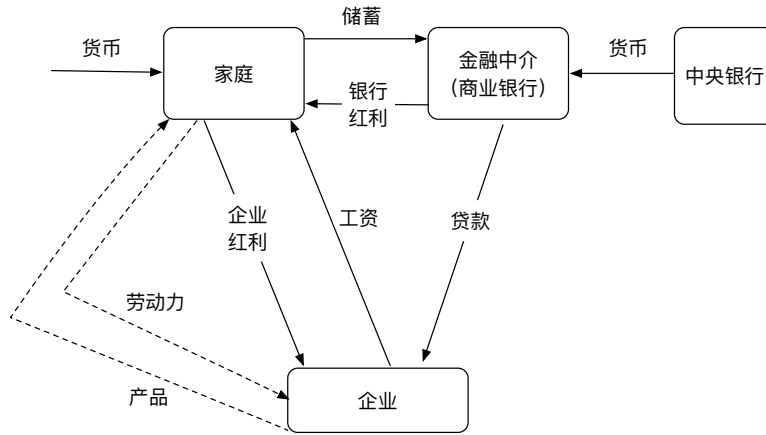 储蓄
货币
家庭
金融中介
（商业银行）
货币
中央银行
银行
红利
企业
红利
工资
贷款
劳动力
产品
企业